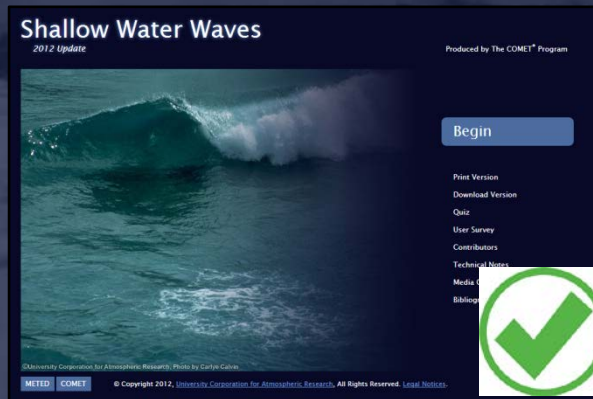 Shallow Water Waves
2012 Update
Produced by The COMET® Program
Begin
Print Version
Download Version
Quiz
User Survey
Contributors
Technical Notes
Media
©University Corporation for Atmospheric Research, Photo by Carlye Calvin
METED COMET © Copyright 2012, University Corporation for Atmospheric Research, All Rights Reserved. Legal Notices.